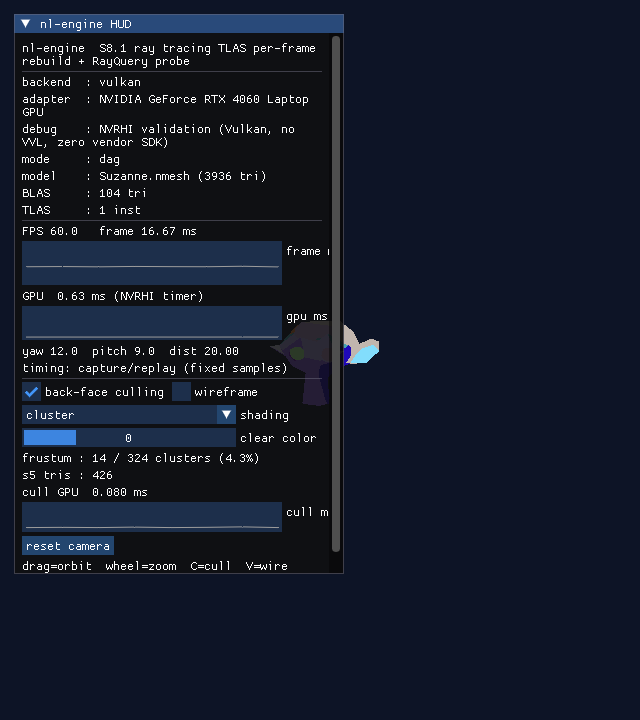 nl-engine HUD
nl-engine  S8.1 ray tracing TLAS per-frame
rebuild + RayQuery probe
backend  : vulkan
adapter  : NVIDIA GeForce RTX 4060 Laptop
GPU
debug    : NVRHI validation (Vulkan, no
VVL, zero vendor SDK)
mode     : dag
model    : Suzanne.nmesh (3936 tri)
BLAS     : 104 tri
TLAS     : 1 inst
FPS 60.0   frame 16.67 ms
frame
GPU  0.63 ms (NVRHI timer)
gpu ms
yaw 12.0  pitch 9.0  dist 20.00
timing: capture/replay (fixed samples)
back-face culling  wireframe
cluster  shading
0  clear color
frustum : 14 / 324 clusters (4.3%)
s5 tris : 426
cull GPU  0.080 ms
cull m
reset camera
drag=orbit  wheel=zoom  C=cull  V=wire